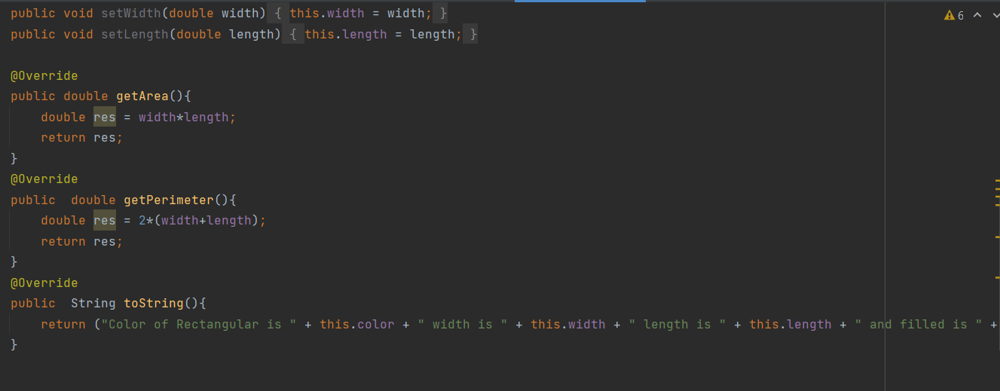 public void setWidth(double width) { this.width = width; }
6
public void setLength(double length) { this.length = length; }
@Override
public double getArea(){
double res = width*length;
return res;
}
@Override
public  double getPerimeter(){
double res = 2*(width+length);
return res;
}
@Override
public  String toString(){
return ("Color of Rectangular is " + this.color + " width is " + this.width + " length is " + this.length + " and filled is " +
}